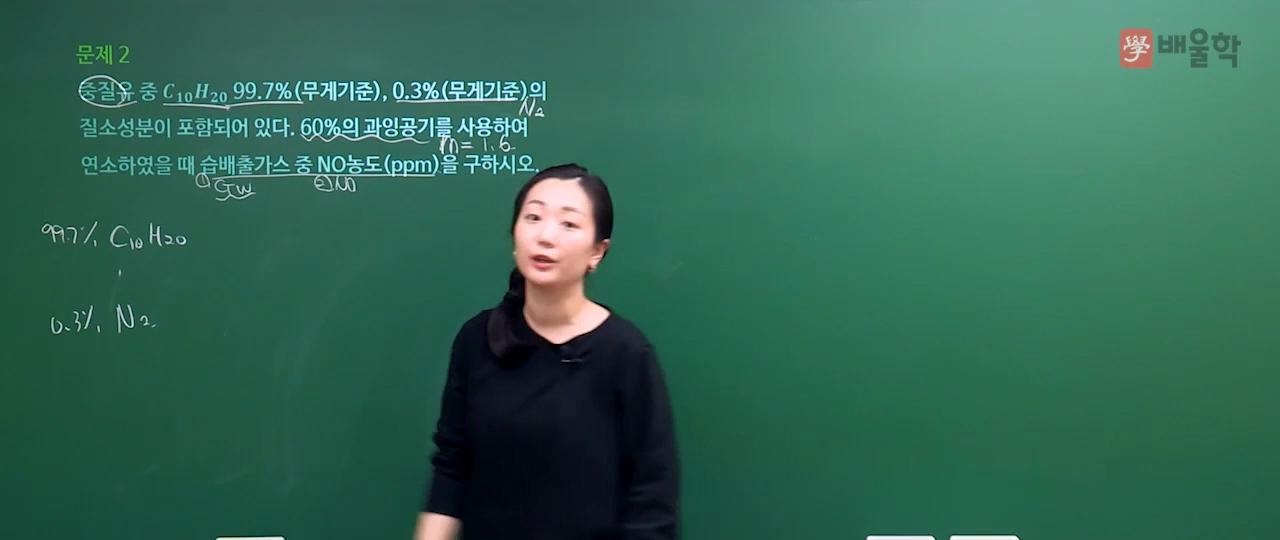 문제 2
學 배울학
중질유 중 C₁₀H₂₀ 99.7%(무게기준), 0.3%(무게기준)의
N₂
질소성분이 포함되어 있다. 60%의 과잉공기를 사용하여
m = 1.6
연소하였을 때 습배출가스 중 NO농도(ppm)을 구하시오.
① Gw ② NO
99.7% C₁₀H₂₀
0.3% N₂